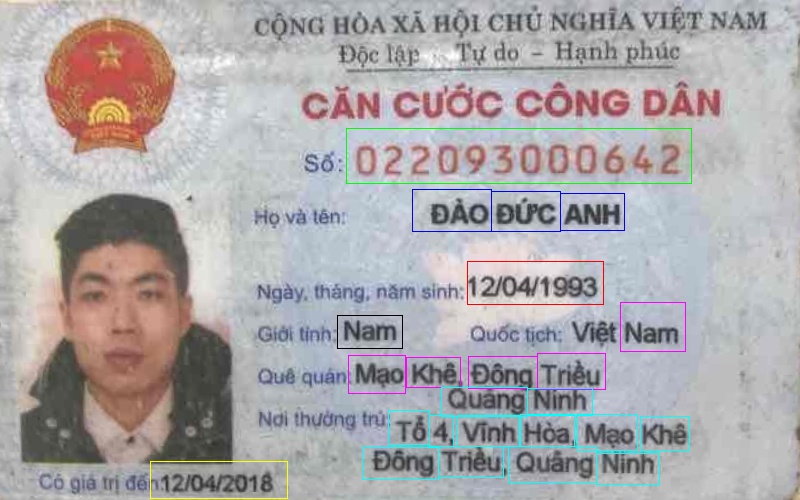 CỘNG HÒA XÃ HỘI CHỦ NGHĨA VIỆT NAM
Độc lập Tự do - Hạnh phúc
CĂN CƯỚC CÔNG DÂN
Số: 022093000642
Họ và tên: ĐÀO ĐỨC ANH
Ngày, tháng, năm sinh: 12/04/1993
Giới tính: Nam Quốc tịch: Việt Nam
Quê quán: Mạo Khê, Đông Triều
Quảng Ninh
Nơi thường trú: Tổ 4, Vĩnh Hòa, Mạo Khê
Đông Triều, Quảng Ninh
Có giá trị đến 12/04/2018